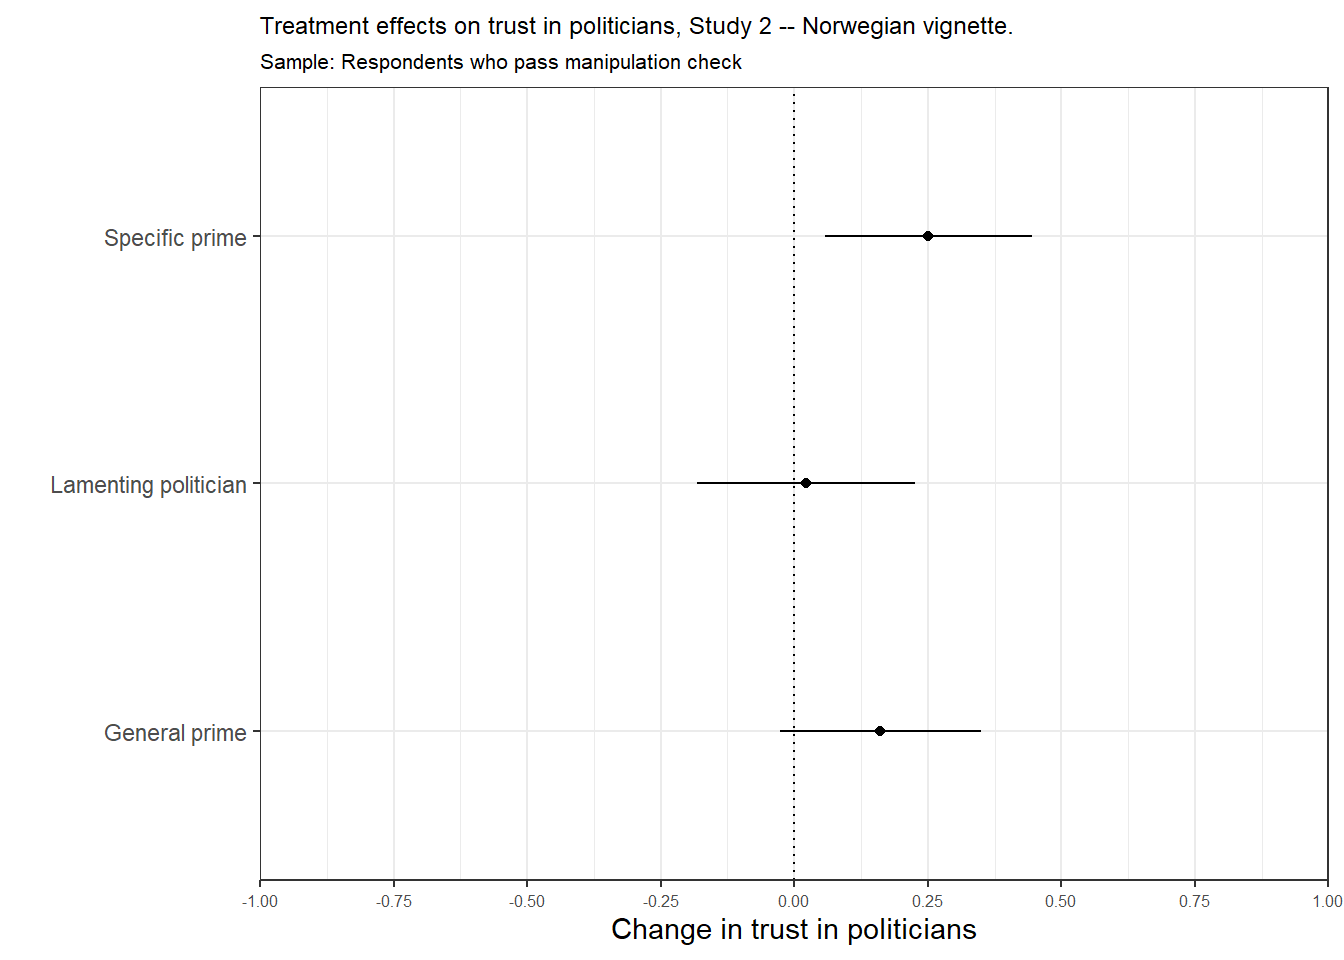 Treatment effects on trust in politicians, Study 2 -- Norwegian vignette.
Sample: Respondents who pass manipulation check
Specific prime
Lamenting politician
General prime
-1.00 -0.75 -0.50 -0.25 0.00 0.25 0.50 0.75 1.00
Change in trust in politicians